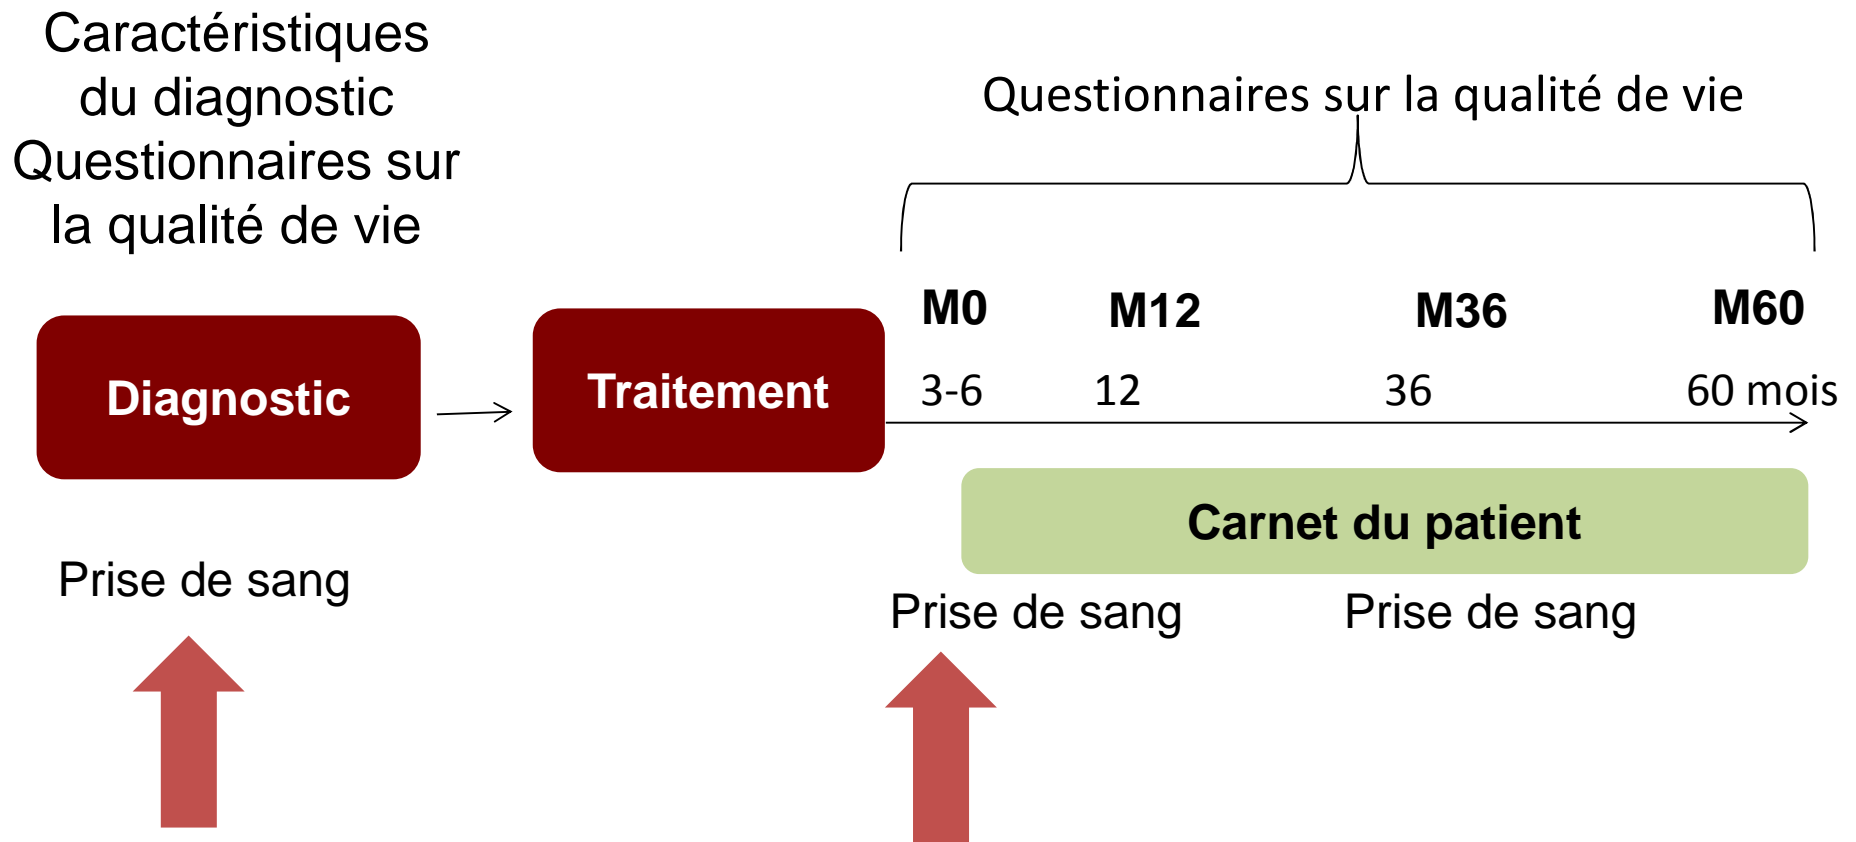 Caractéristiques
du diagnostic
Questionnaires sur
la qualité de vie
Questionnaires sur la qualité de vie
M0
M12
M36
M60
Diagnostic
Traitement
3-6
12
36
60 mois
Carnet du patient
Prise de sang
Prise de sang
Prise de sang